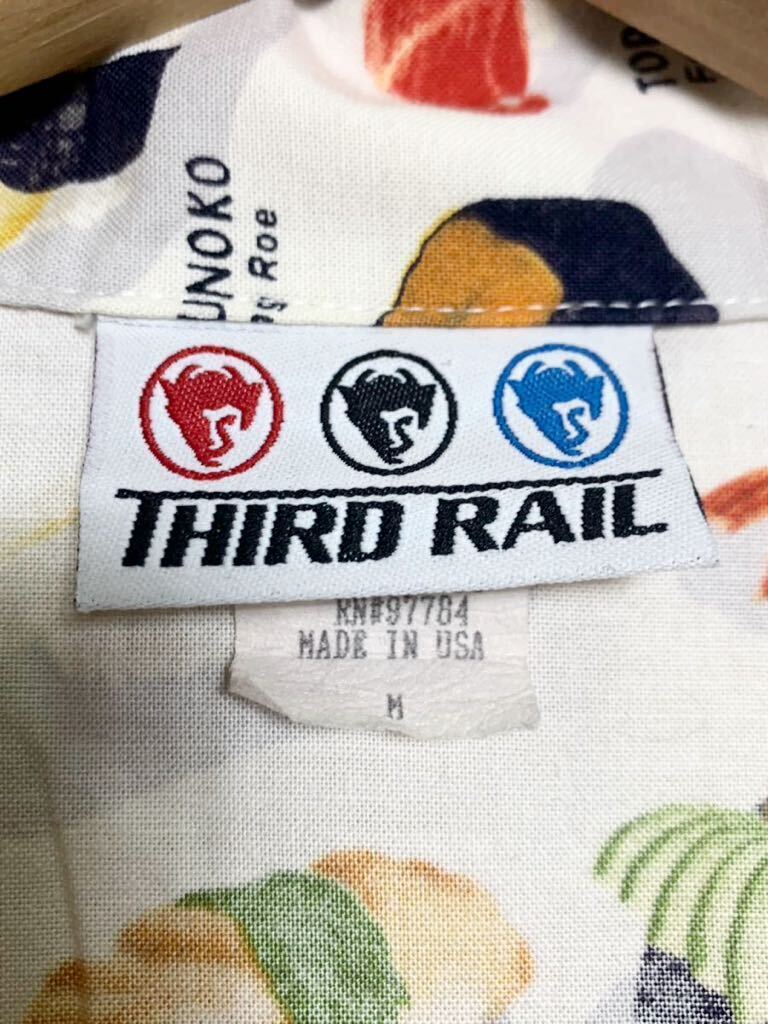 UNOKO
Roe
THIRD RAIL
RN#97784
MADE IN USA
M